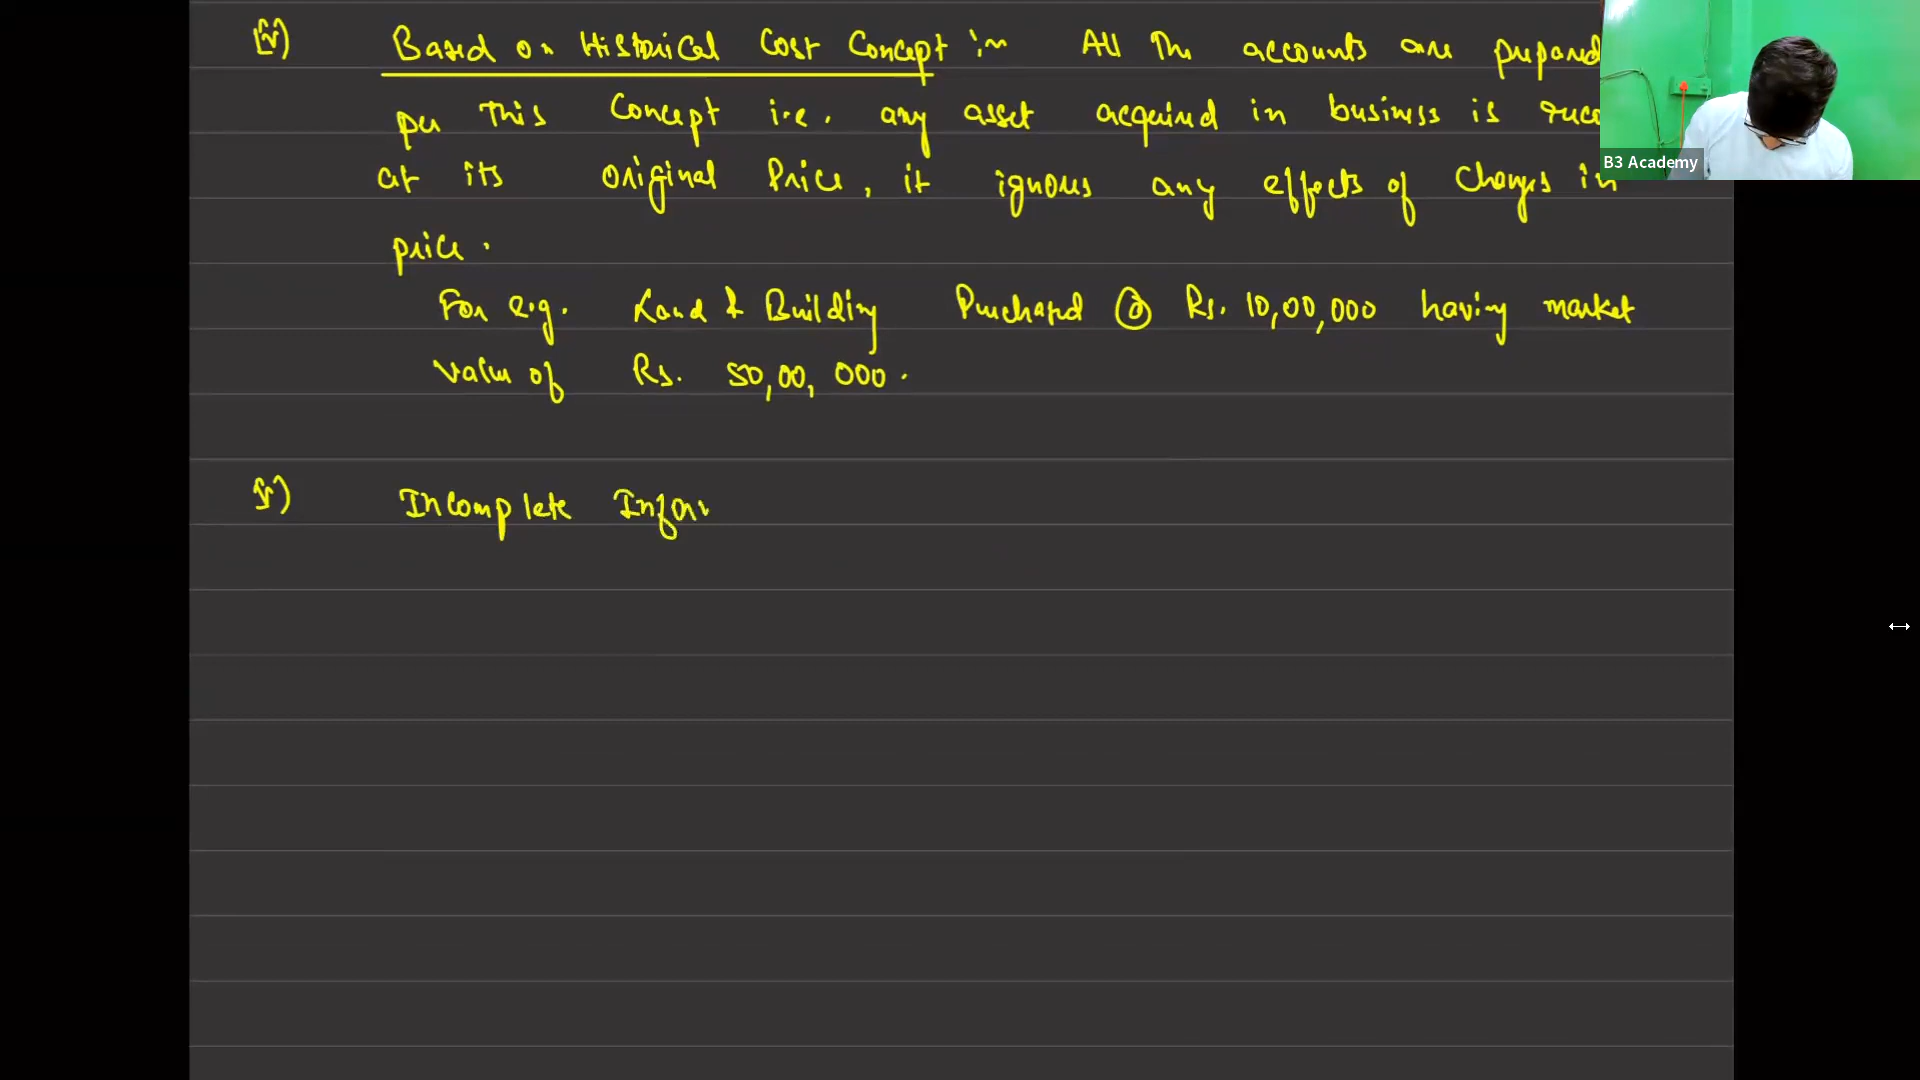 Based on Historical Cost Concept :- All the accounts are prepared
per this Concept i.e. any asset acquired in business is reco
at its original Price, it ignores any effects of changes in
price.
For e.g. Land & Building Purchased @ Rs. 10,00,000 having market
value of Rs. 50,00,000.
Incomplete Infor
B3 Academy